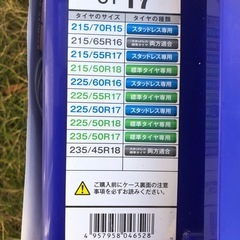 17
タイヤのサイズ タイヤの種類
215/70R15 スタッドレス専用
215/65R16 両方適合
215/55R17 スタッドレス専用
215/50R18 標準タイヤ専用
225/60R16 スタッドレス専用
225/55R17 標準タイヤ専用
225/50R17 スタッドレス専用
225/50R18 標準タイヤ専用
235/50R17 標準タイヤ専用
235/45R18 両方適合
ご購入前にケース裏面の注意
事項を必ずお読みください。
4 957958 046528